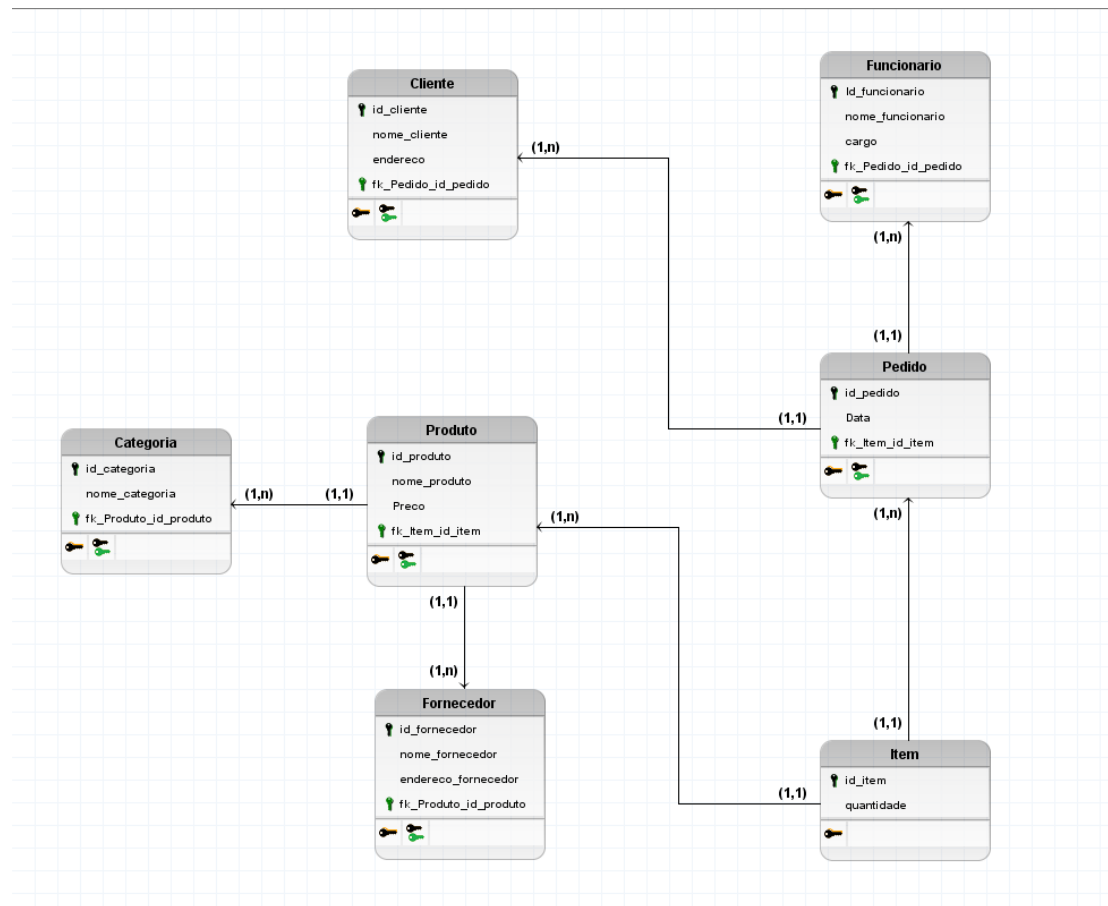 Cliente
id_cliente
nome_cliente
endereco
fk_Pedido_id_pedido
Funcionario
Id_funcionario
nome_funcionario
cargo
fk_Pedido_id_pedido
(1,n)
(1,n)
(1,1)
Pedido
id_pedido
Data
fk_Item_id_item
(1,1)
Categoria
id_categoria
nome_categoria
fk_Produto_id_produto
(1,n)
(1,1)
Produto
id_produto
nome_produto
Preco
fk_Item_id_item
(1,n)
(1,n)
(1,1)
(1,n)
Fornecedor
id_fornecedor
nome_fornecedor
endereco_fornecedor
fk_Produto_id_produto
(1,1)
(1,1)
Item
id_item
quantidade